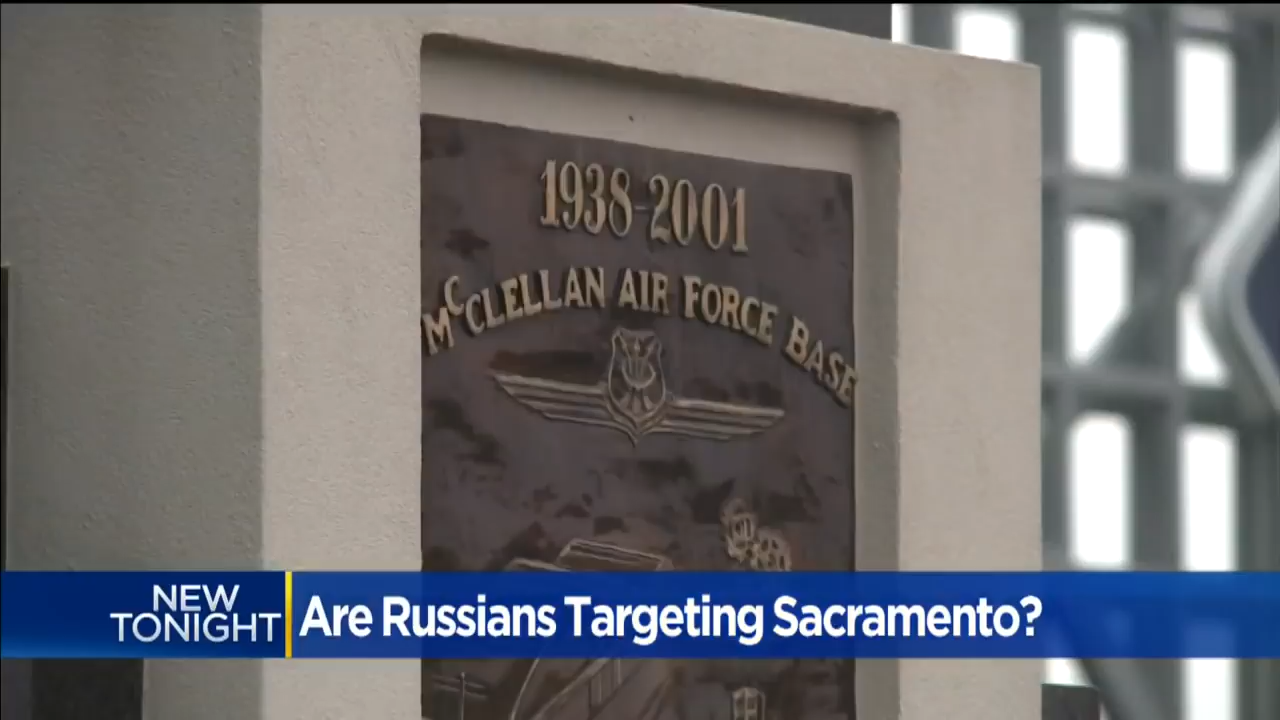 1938-2001
McCLELLAN AIR FORCE BASE
NEW
TONIGHT
Are Russians Targeting Sacramento?